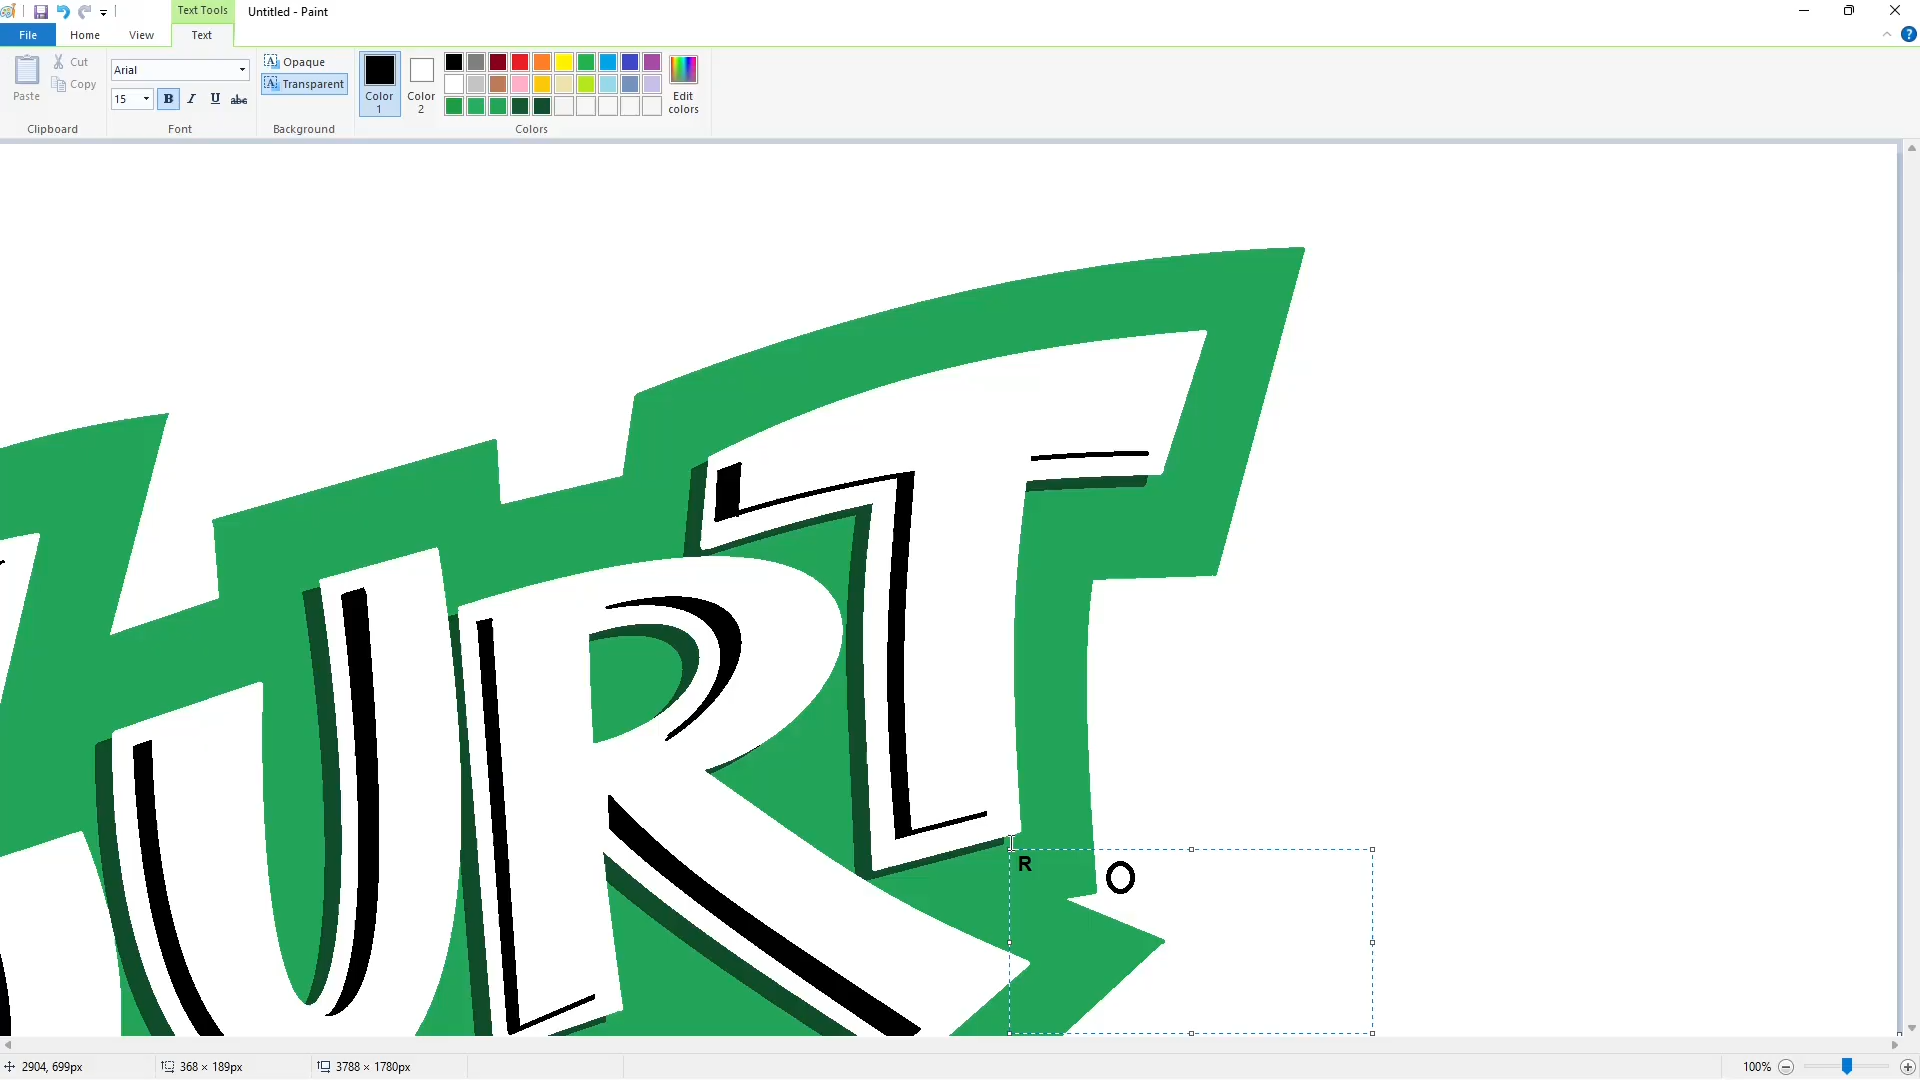 Text Tools
Untitled - Paint
File
Home
View
Text
Paste
Cut
Copy
Clipboard
Arial
15
B I U abc
Font
Opaque
Transparent
Background
Color 1
Color 2
Edit colors
Colors
URT
R
O
2904, 699px
368 × 189px
3788 × 1780px
100%